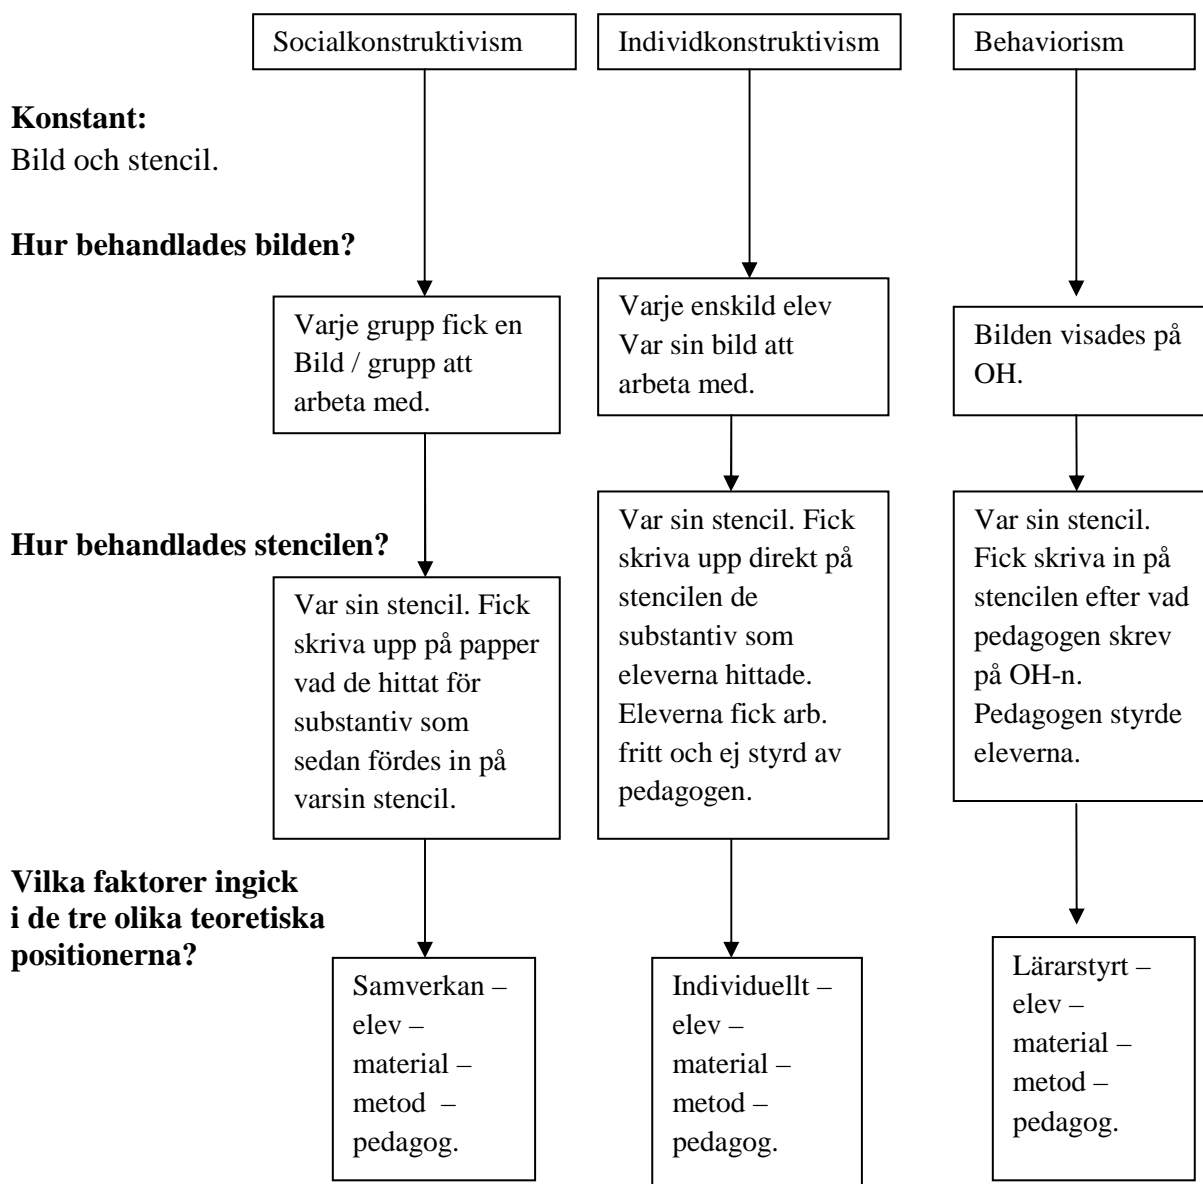 Socialkonstruktivism
Individkonstruktivism
Behaviorism
Konstant:
Bild och stencil.
Hur behandlades bilden?
Varje grupp fick en
Bild / grupp att
arbeta med.
Varje enskild elev
Var sin bild att
arbeta med.
Bilden visades på
OH.
Hur behandlades stencilen?
Var sin stencil. Fick
skriva upp på papper
vad de hittat för
substantiv som
sedan fördes in på
varsin stencil.
Var sin stencil. Fick
skriva upp direkt på
stencilen de
substantiv som
eleverna hittade.
Eleverna fick arb.
fritt och ej styrd av
pedagogen.
Var sin stencil.
Fick skriva in på
stencilen efter vad
pedagogen skrev
på OH-n.
Pedagogen styrde
eleverna.
Vilka faktorer ingick
i de tre olika teoretiska
positionerna?
Samverkan –
elev –
material –
metod –
pedagog.
Individuellt –
elev –
material –
metod –
pedagog.
Lärarstyrt –
elev –
material –
metod –
pedagog.